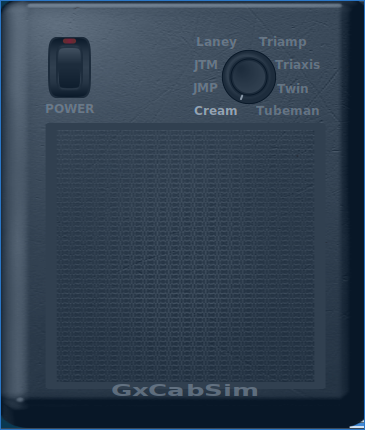 Laney Triamp
JTM Triaxis
JMP Twin
POWER Cream Tubeman
GxCabSim